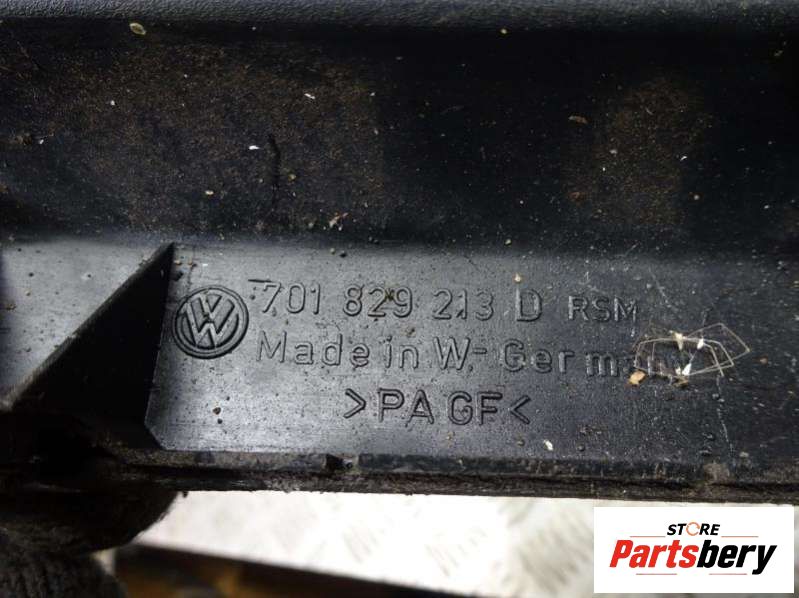 701 829 213 D RSM
Made in W.-Germany
>PA GF<
STORE
Partsbery